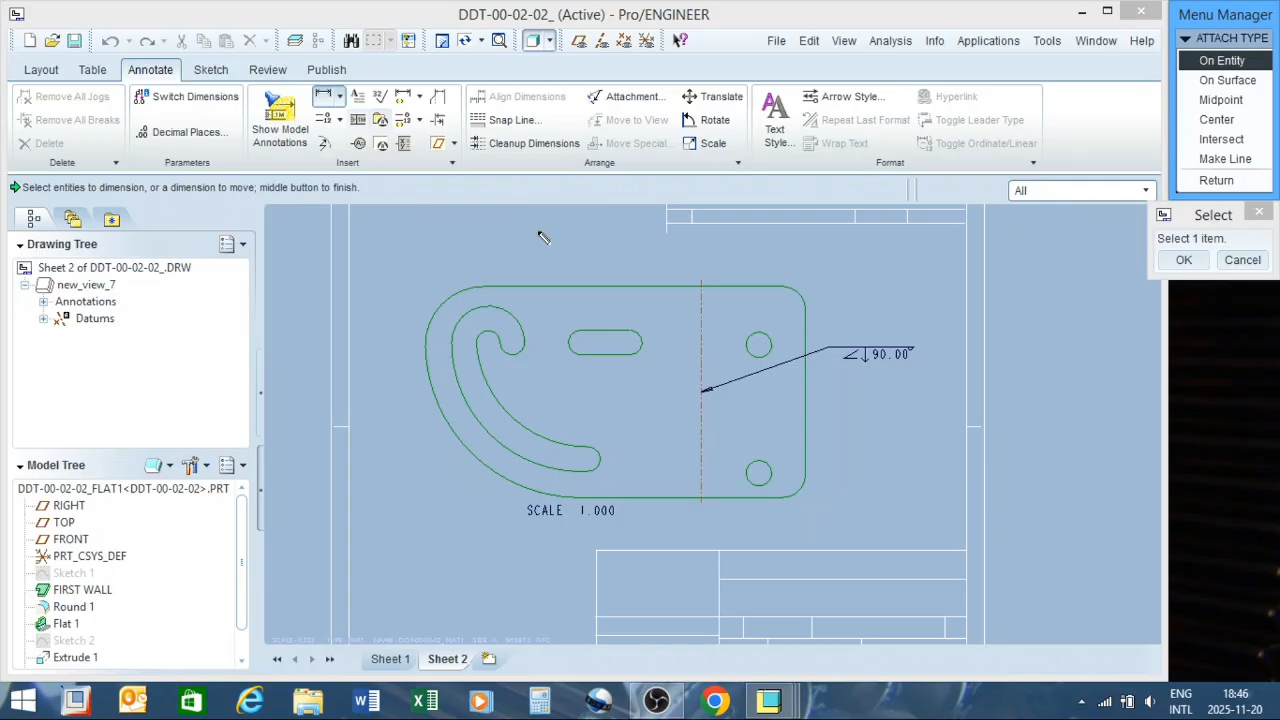 DDT-00-02-02_ (Active) - Pro/ENGINEER
Menu Manager
ATTACH TYPE
On Entity
On Surface
Midpoint
Center
Intersect
Make Line
Return
File Edit View Analysis Info Applications Tools Window Help
Layout Table Annotate Sketch Review Publish
Remove All Jogs
Remove All Breaks
Delete
Delete
Switch Dimensions
Decimal Places...
Parameters
Show Model
Annotations
Insert
Align Dimensions
Snap Line...
Cleanup Dimensions
Attachment...
Move to View
Move Special...
Translate
Rotate
Scale
Arrange
Text
Style...
Arrow Style...
Repeat Last Format
Wrap Text
Hyperlink
Toggle Leader Type
Toggle Ordinate/Linear
Format
Select entities to dimension, or a dimension to move; middle button to finish.
All
Select
Select 1 item.
OK Cancel
Drawing Tree
Sheet 2 of DDT-00-02-02_.DRW
new_view_7
Annotations
Datums
Model Tree
DDT-00-02-02_FLAT1<DDT-00-02-02>.PRT
RIGHT
TOP
FRONT
PRT_CSYS_DEF
Sketch 1
FIRST WALL
Round 1
Flat 1
Sketch 2
Extrude 1
∠↓90.00°
SCALE 1.000
Sheet 1 Sheet 2
ENG
INTL
18:46
2025-11-20